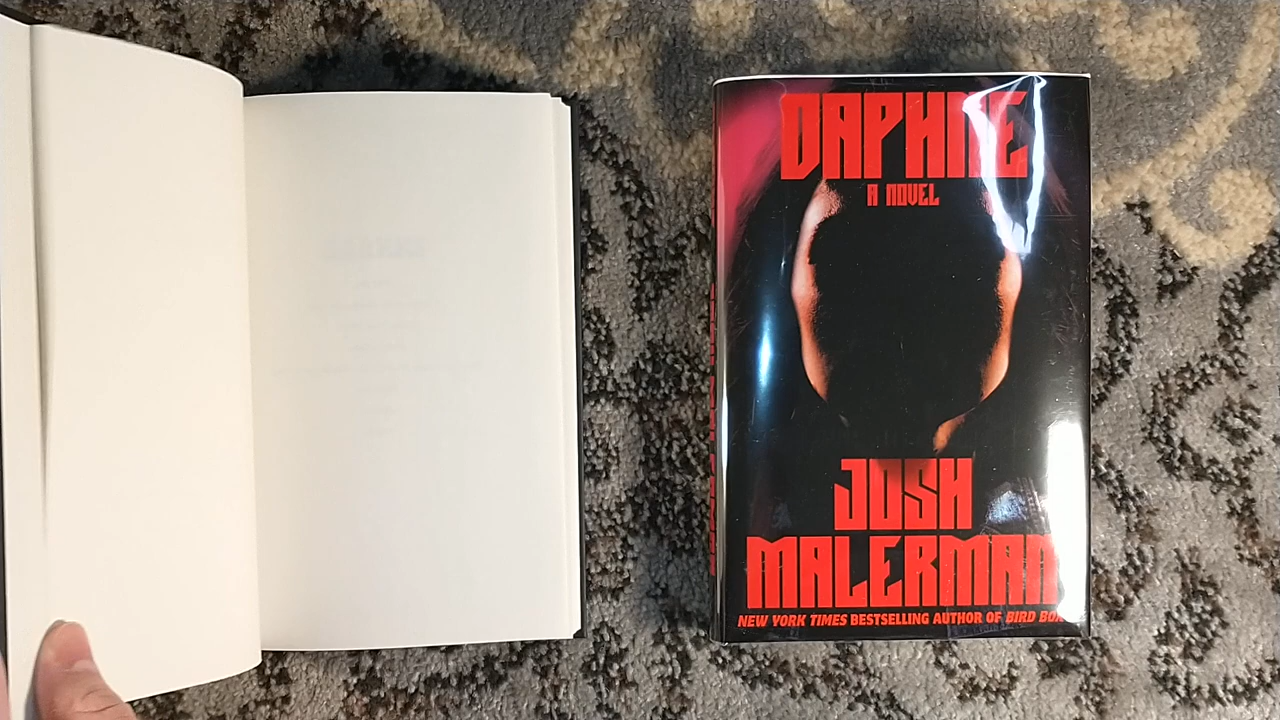 DAPHNE
A NOVEL
JOSH
MALERMAN
NEW YORK TIMES BESTSELLING AUTHOR OF BIRD BOX